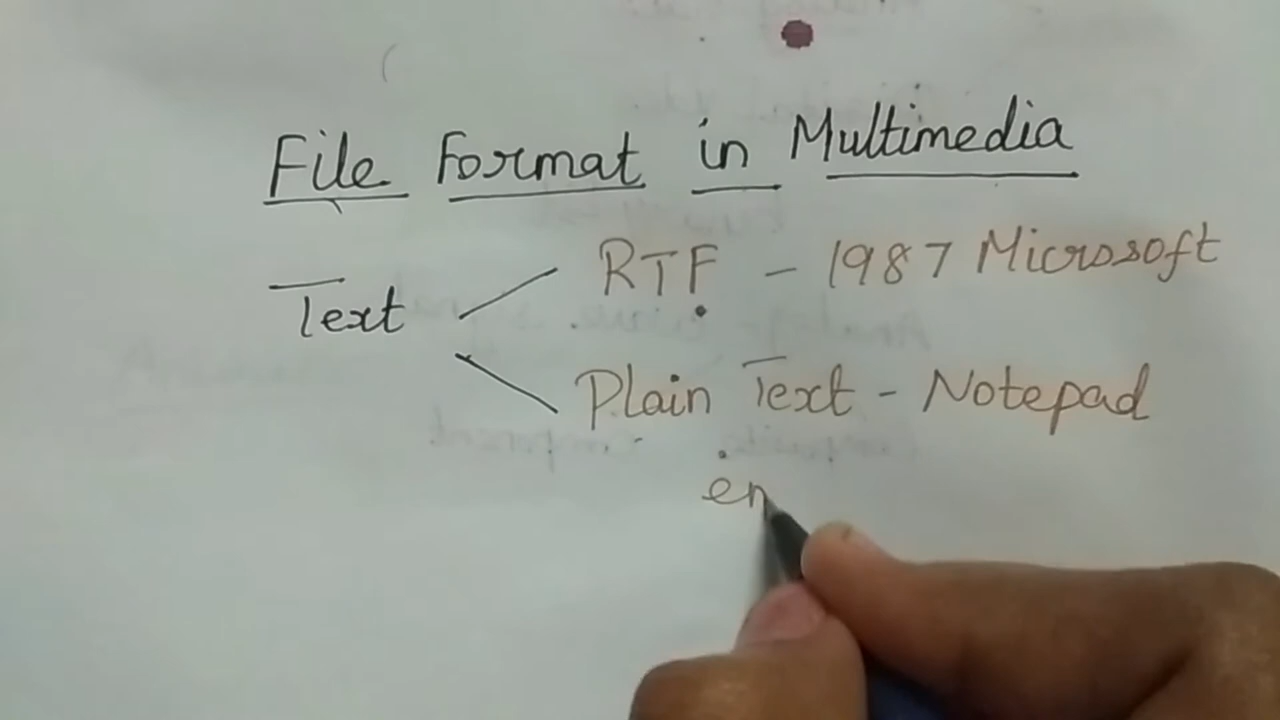 File Format in Multimedia
Text
RTF - 1987 Microsoft
Plain Text - Notepad
en